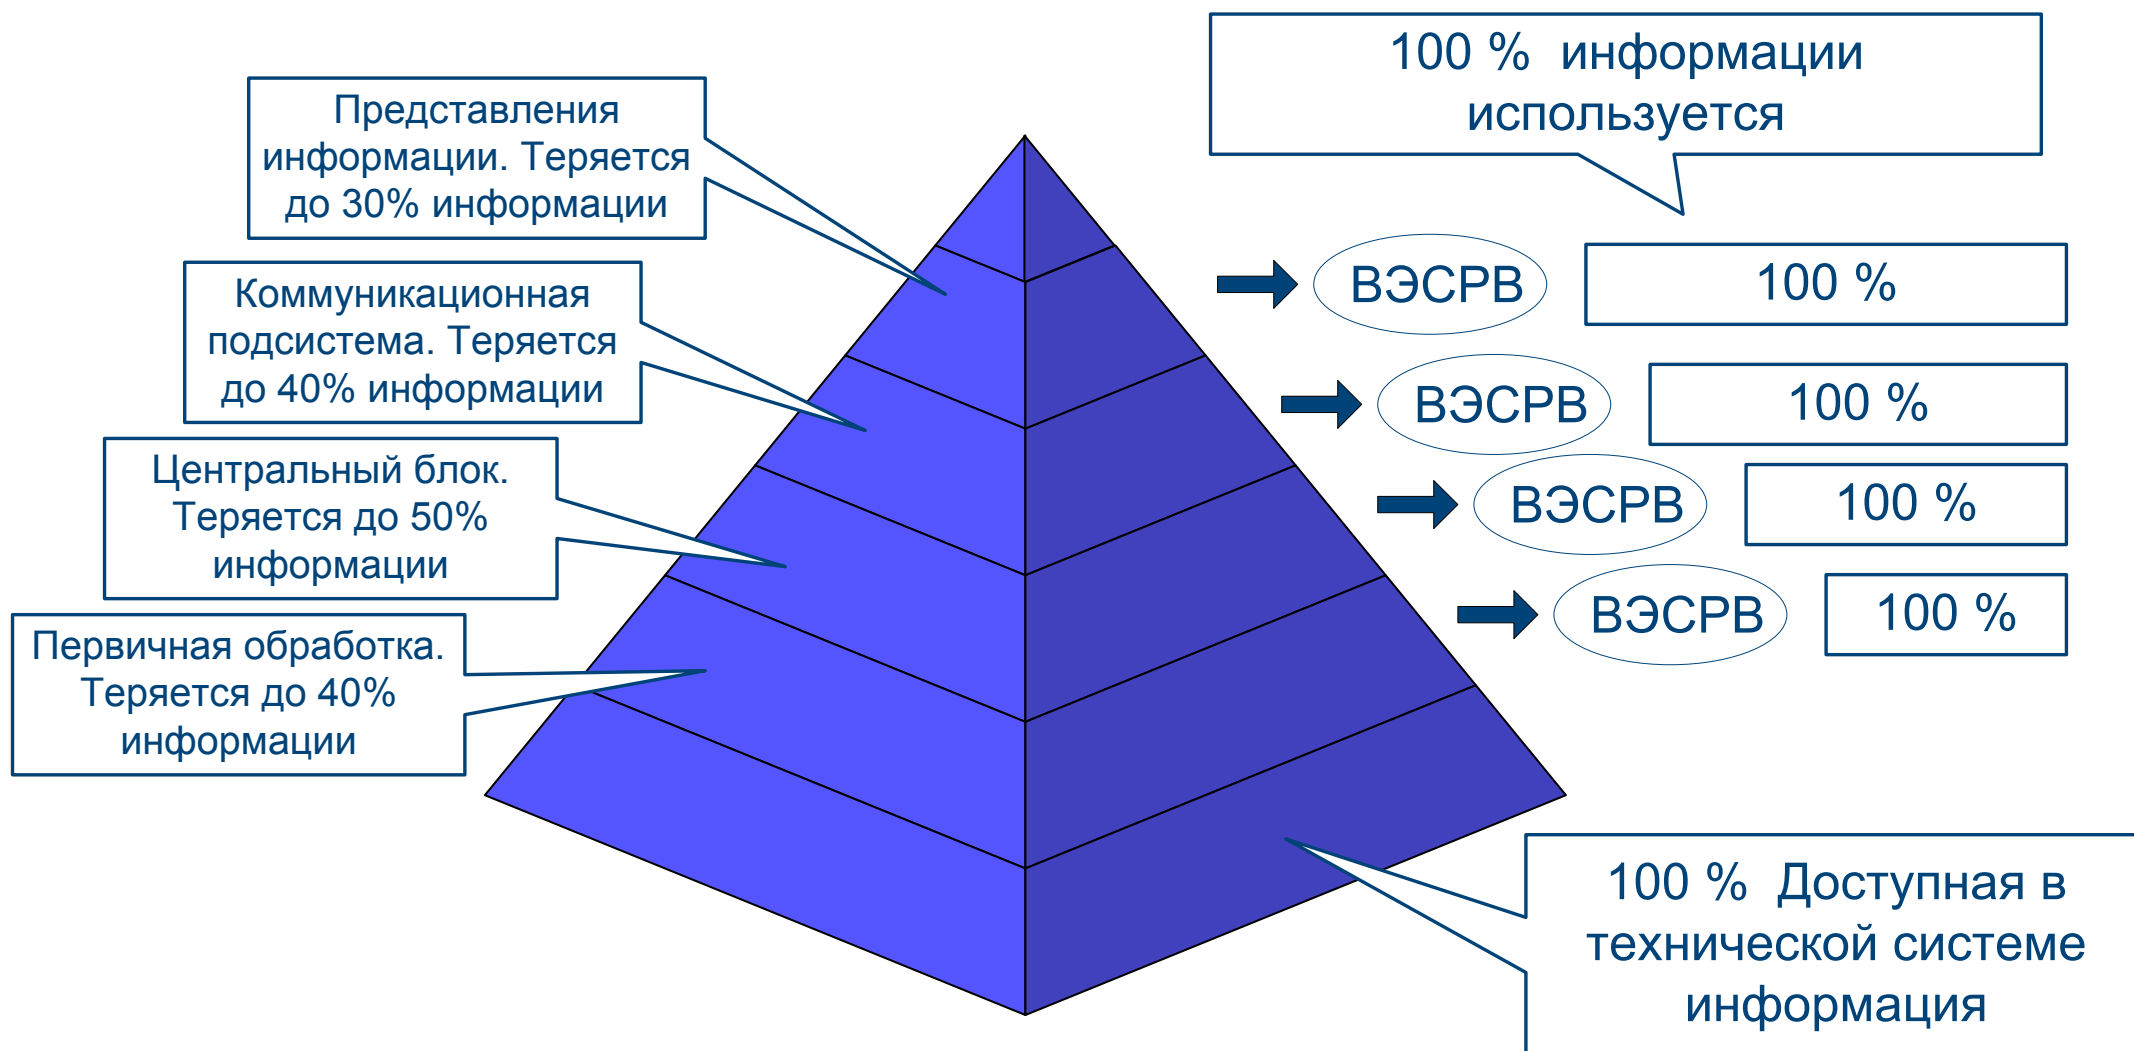 100 % информации
используется
Представления
информации. Теряется
до 30% информации
Коммуникационная
подсистема. Теряется
до 40% информации
Центральный блок.
Теряется до 50%
информации
Первичная обработка.
Теряется до 40%
информации
ВЭСРВ
100 %
ВЭСРВ
100 %
ВЭСРВ
100 %
ВЭСРВ
100 %
100 % Доступная в
технической системе
информация